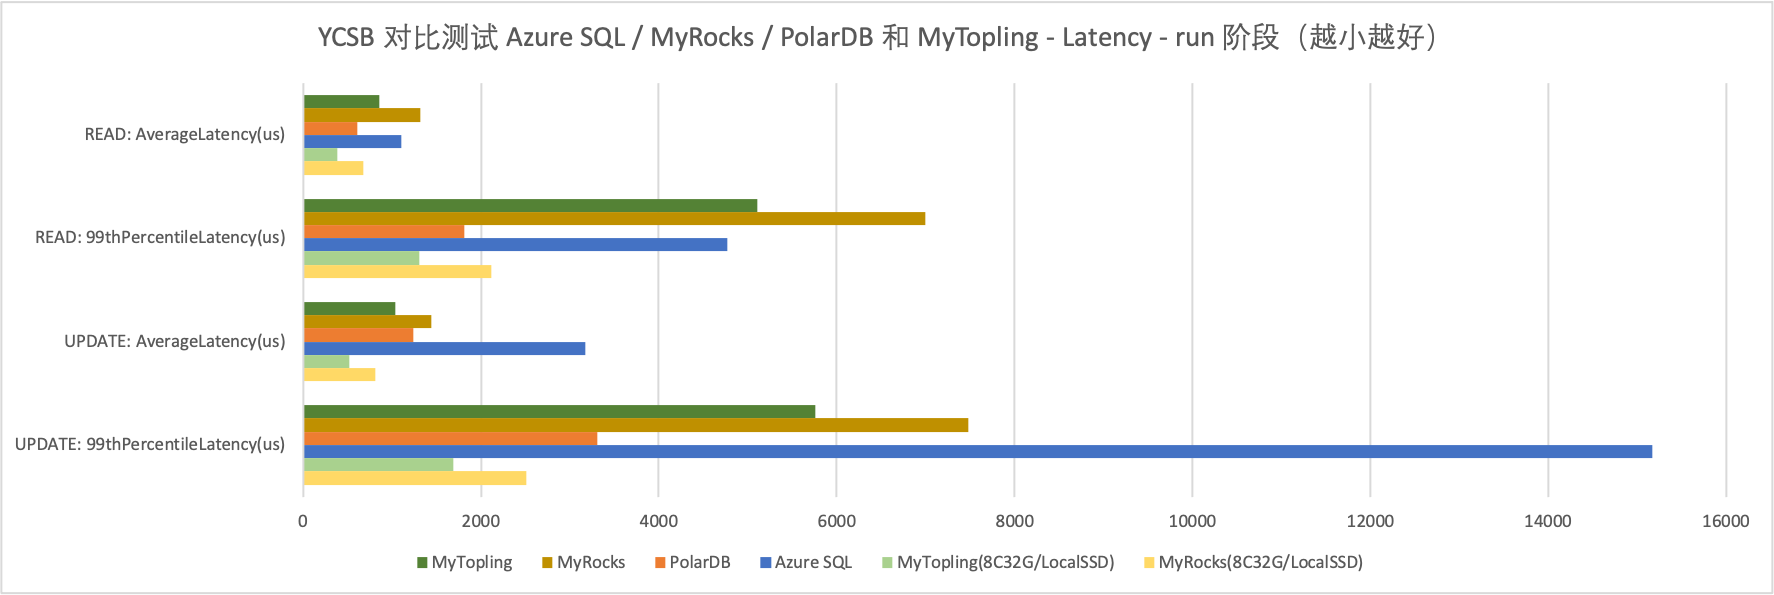 YCSB 对比测试 Azure SQL / MyRocks / PolarDB 和 MyTopling - Latency - run 阶段（越小越好）
READ: AverageLatency(us)
READ: 99thPercentileLatency(us)
UPDATE: AverageLatency(us)
UPDATE: 99thPercentileLatency(us)
0 2000 4000 6000 8000 10000 12000 14000 16000
MyTopling MyRocks PolarDB Azure SQL MyTopling(8C32G/LocalSSD) MyRocks(8C32G/LocalSSD)